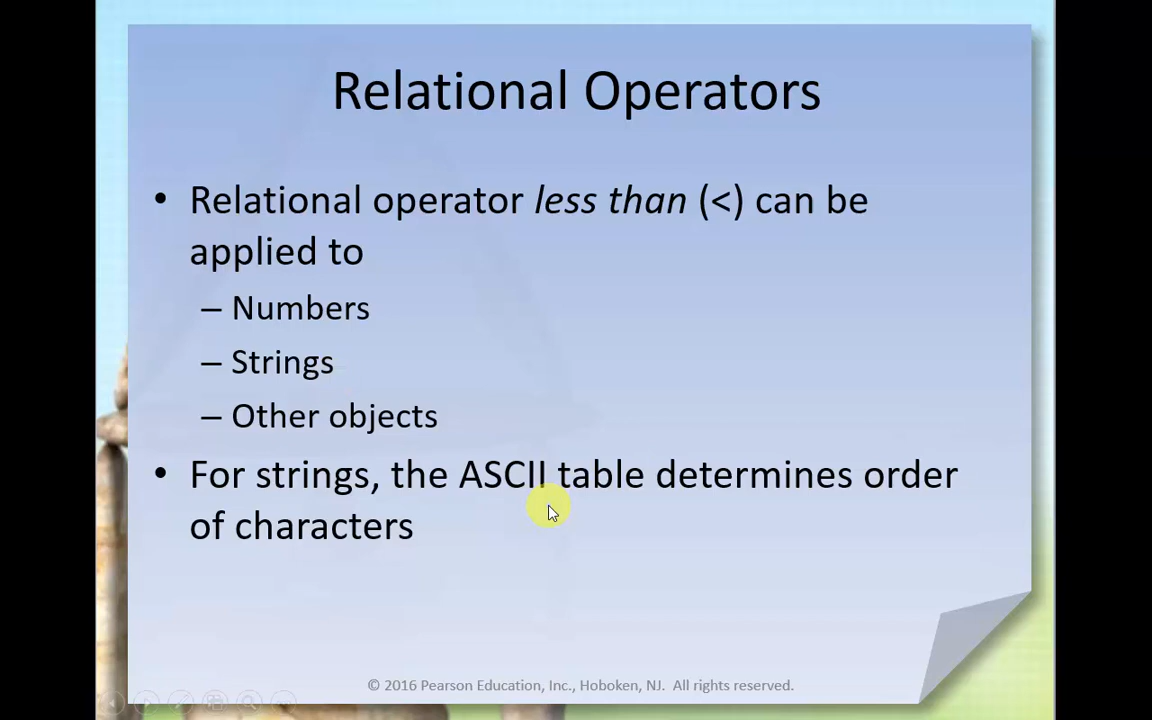 Relational Operators
• Relational operator less than (<) can be
applied to
– Numbers
– Strings
– Other objects
• For strings, the ASCII table determines order
of characters
© 2016 Pearson Education, Inc., Hoboken, NJ. All rights reserved.